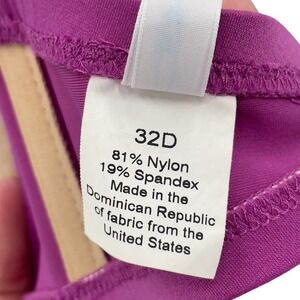 32D
81% Nylon
19% Spandex
Made in the
Dominican Republic
of fabric from the
United States